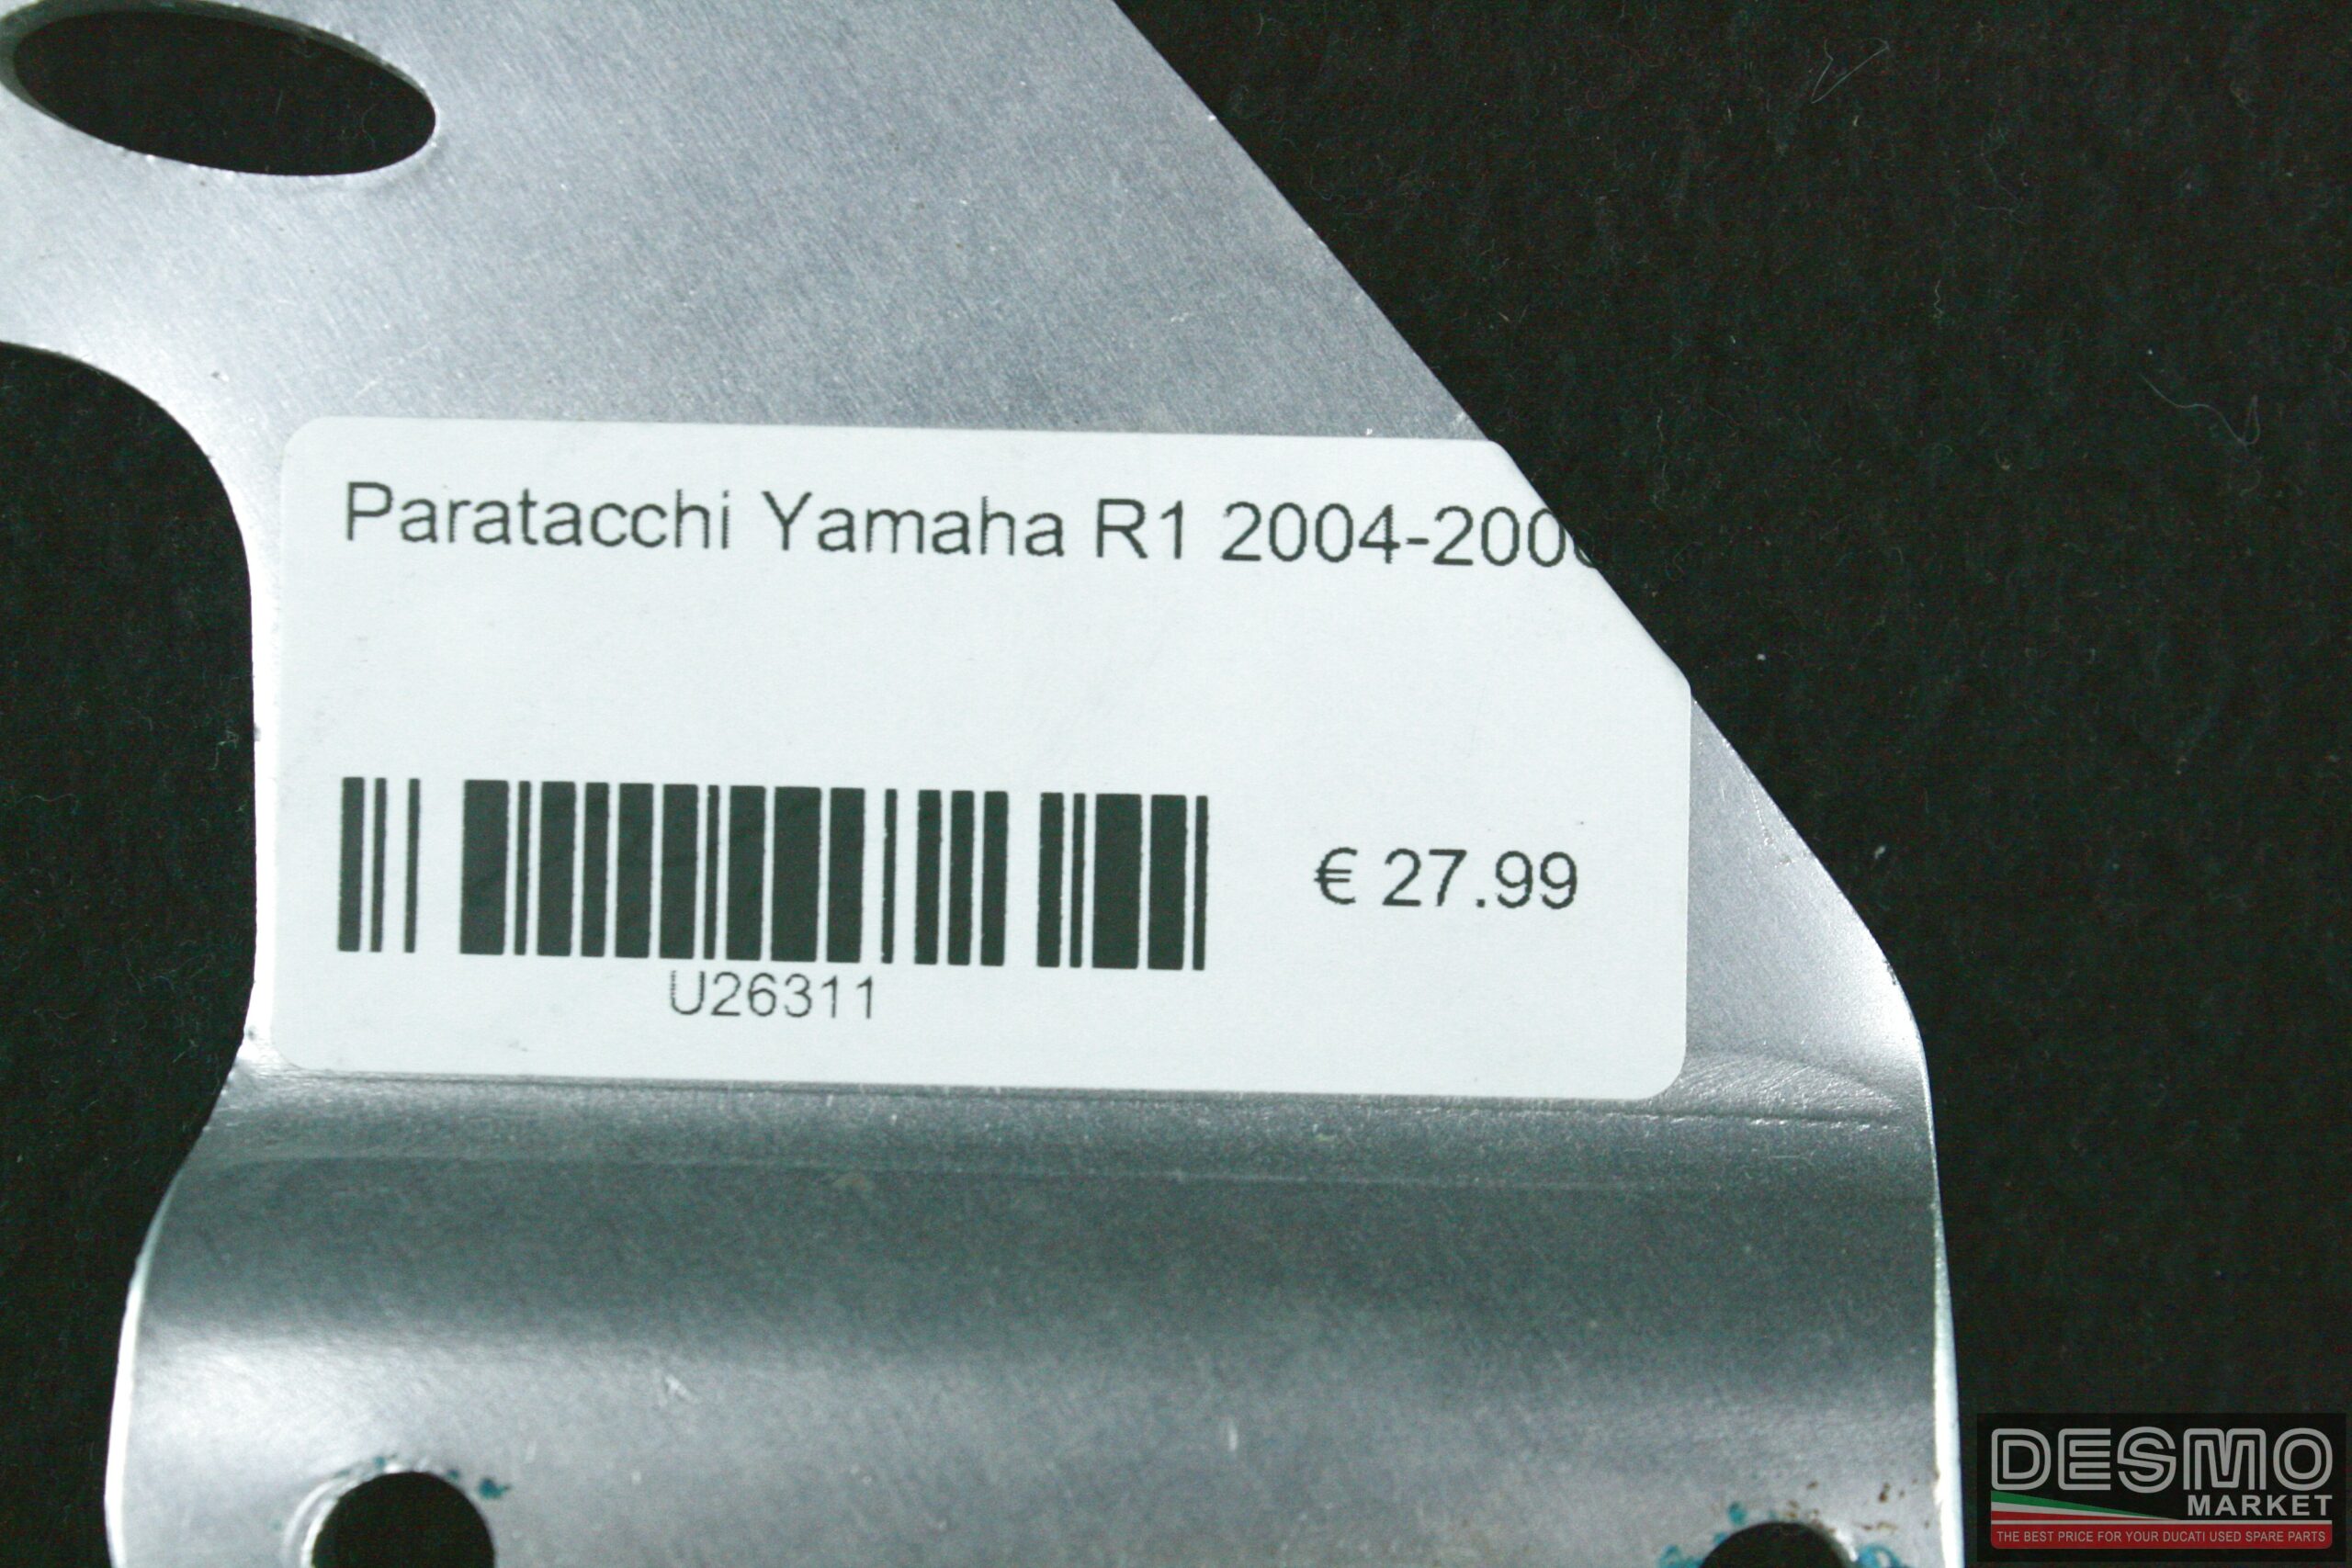 Paratacchi Yamaha R1 2004-200
€ 27.99
U26311
DESMO
MARKET
THE BEST PRICE FOR YOUR DUCATI USED SPARE PARTS